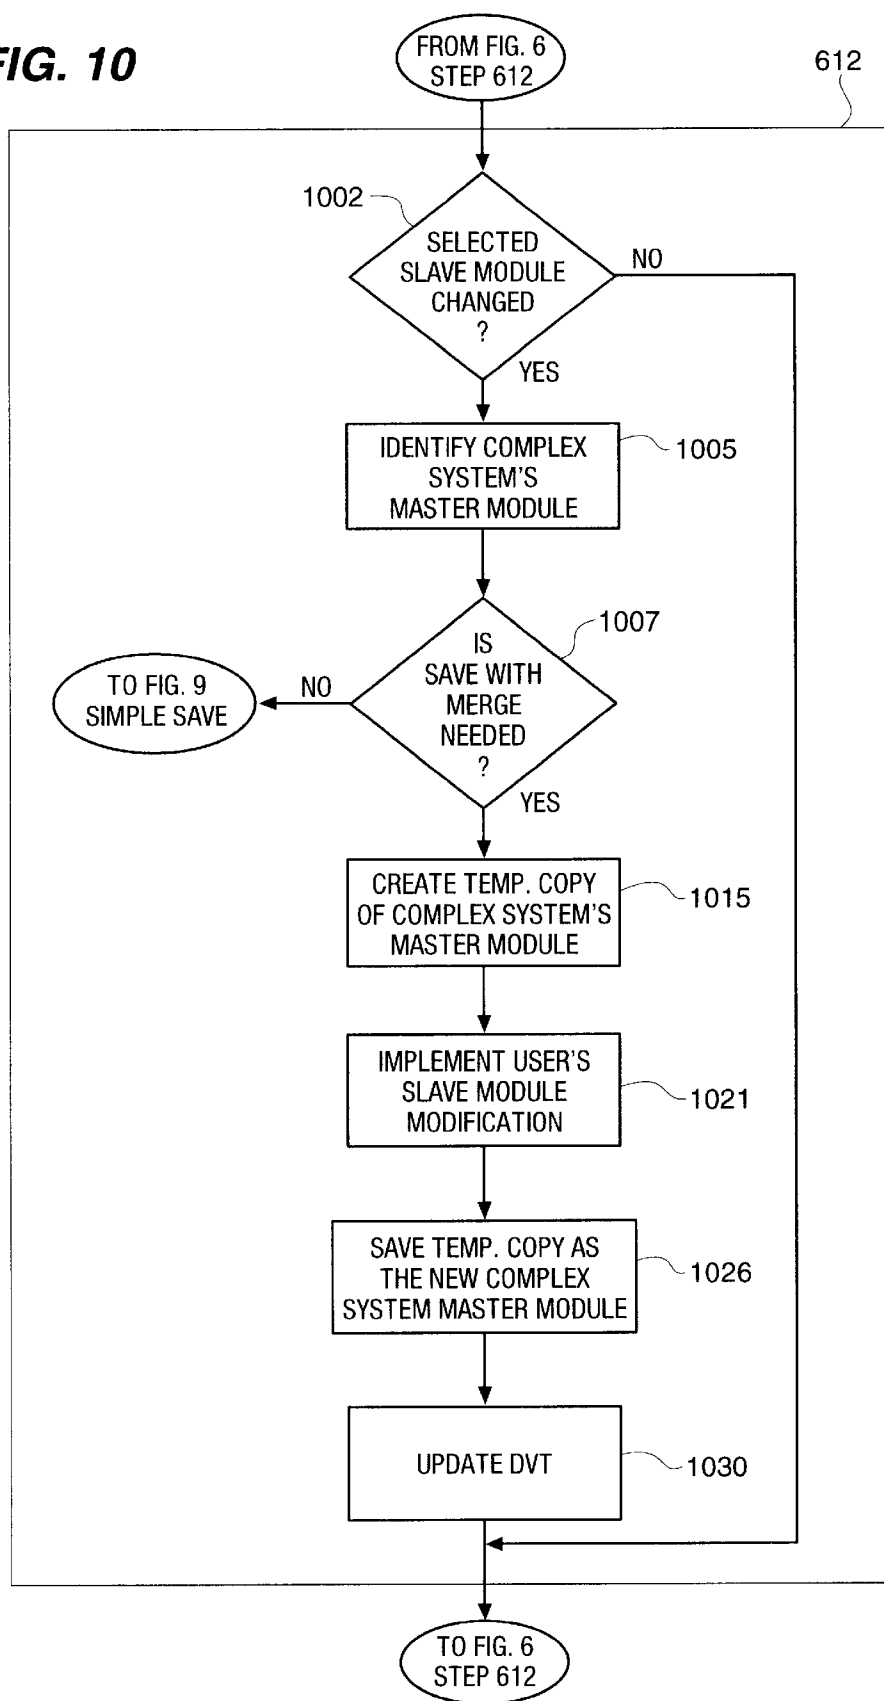 FIG. 10
FROM FIG. 6
STEP 612
612
1002
SELECTED
SLAVE MODULE
CHANGED
?
NO
YES
IDENTIFY COMPLEX
SYSTEM'S
MASTER MODULE
1005
IS
SAVE WITH
MERGE
NEEDED
?
1007
NO
TO FIG. 9
SIMPLE SAVE
YES
CREATE TEMP. COPY
OF COMPLEX SYSTEM'S
MASTER MODULE
1015
IMPLEMENT USER'S
SLAVE MODULE
MODIFICATION
1021
SAVE TEMP. COPY AS
THE NEW COMPLEX
SYSTEM MASTER MODULE
1026
UPDATE DVT
1030
TO FIG. 6
STEP 612